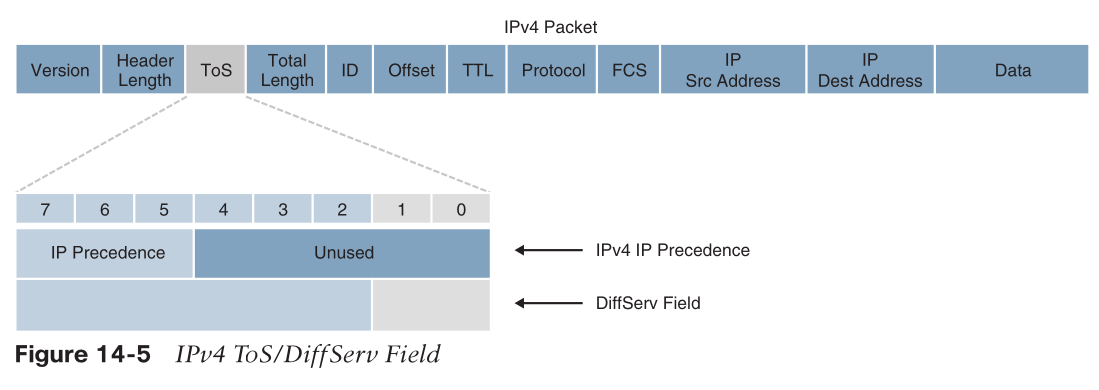 IPv4 Packet
Version
Header
Length
ToS
Total
Length
ID
Offset
TTL
Protocol
FCS
IP
Src Address
IP
Dest Address
Data
7 6 5 4 3 2 1 0
IP Precedence
Unused
IPv4 IP Precedence
DiffServ Field
Figure 14-5 IPv4 ToS/DiffServ Field